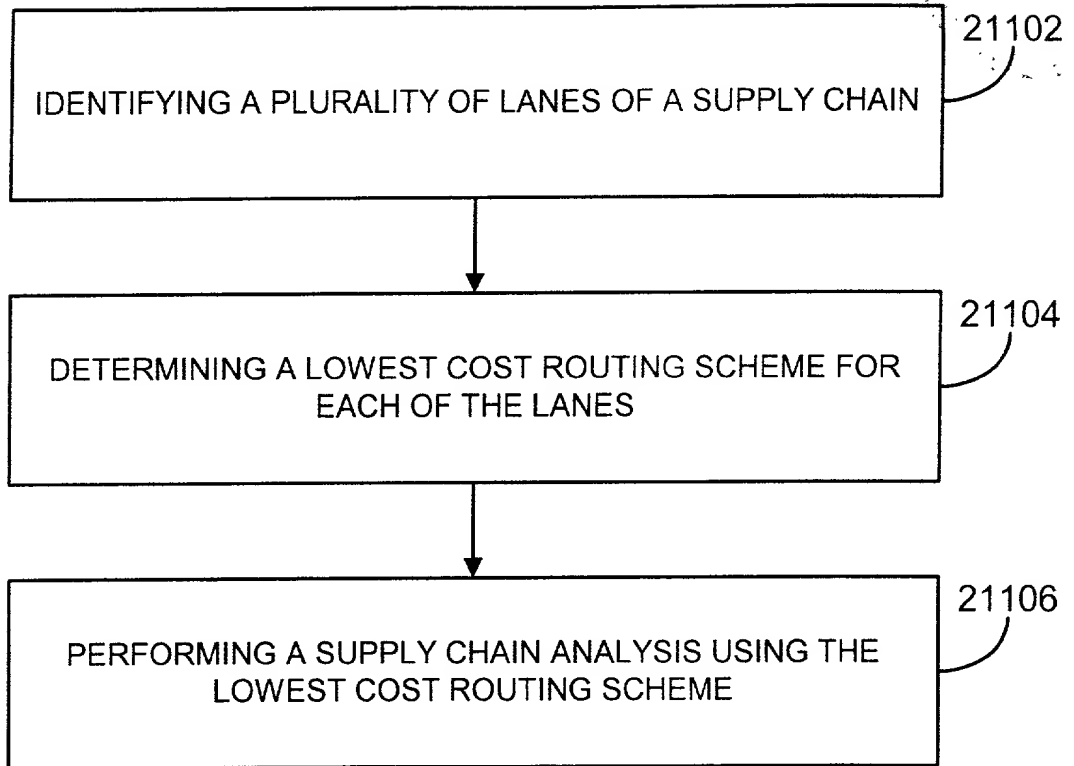 21102
IDENTIFYING A PLURALITY OF LANES OF A SUPPLY CHAIN
21104
DETERMINING A LOWEST COST ROUTING SCHEME FOR
EACH OF THE LANES
21106
PERFORMING A SUPPLY CHAIN ANALYSIS USING THE
LOWEST COST ROUTING SCHEME